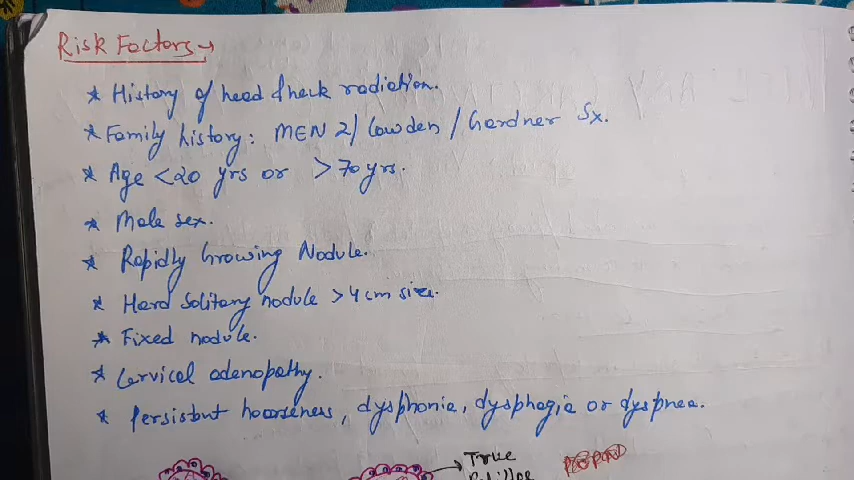 Risk Factors →
* History of head & neck radiation.
* Family history: MEN 2/ Cowden / Gardner Sx.
* Age <20 yrs or >70 yrs.
* Male sex.
* Rapidly Growing Nodule.
* Hard Solitary nodule >4cm size.
* Fixed nodule.
* Cervical adenopathy.
* Persistent hoarseness, dysphonia, dysphagia or dyspnea.
True